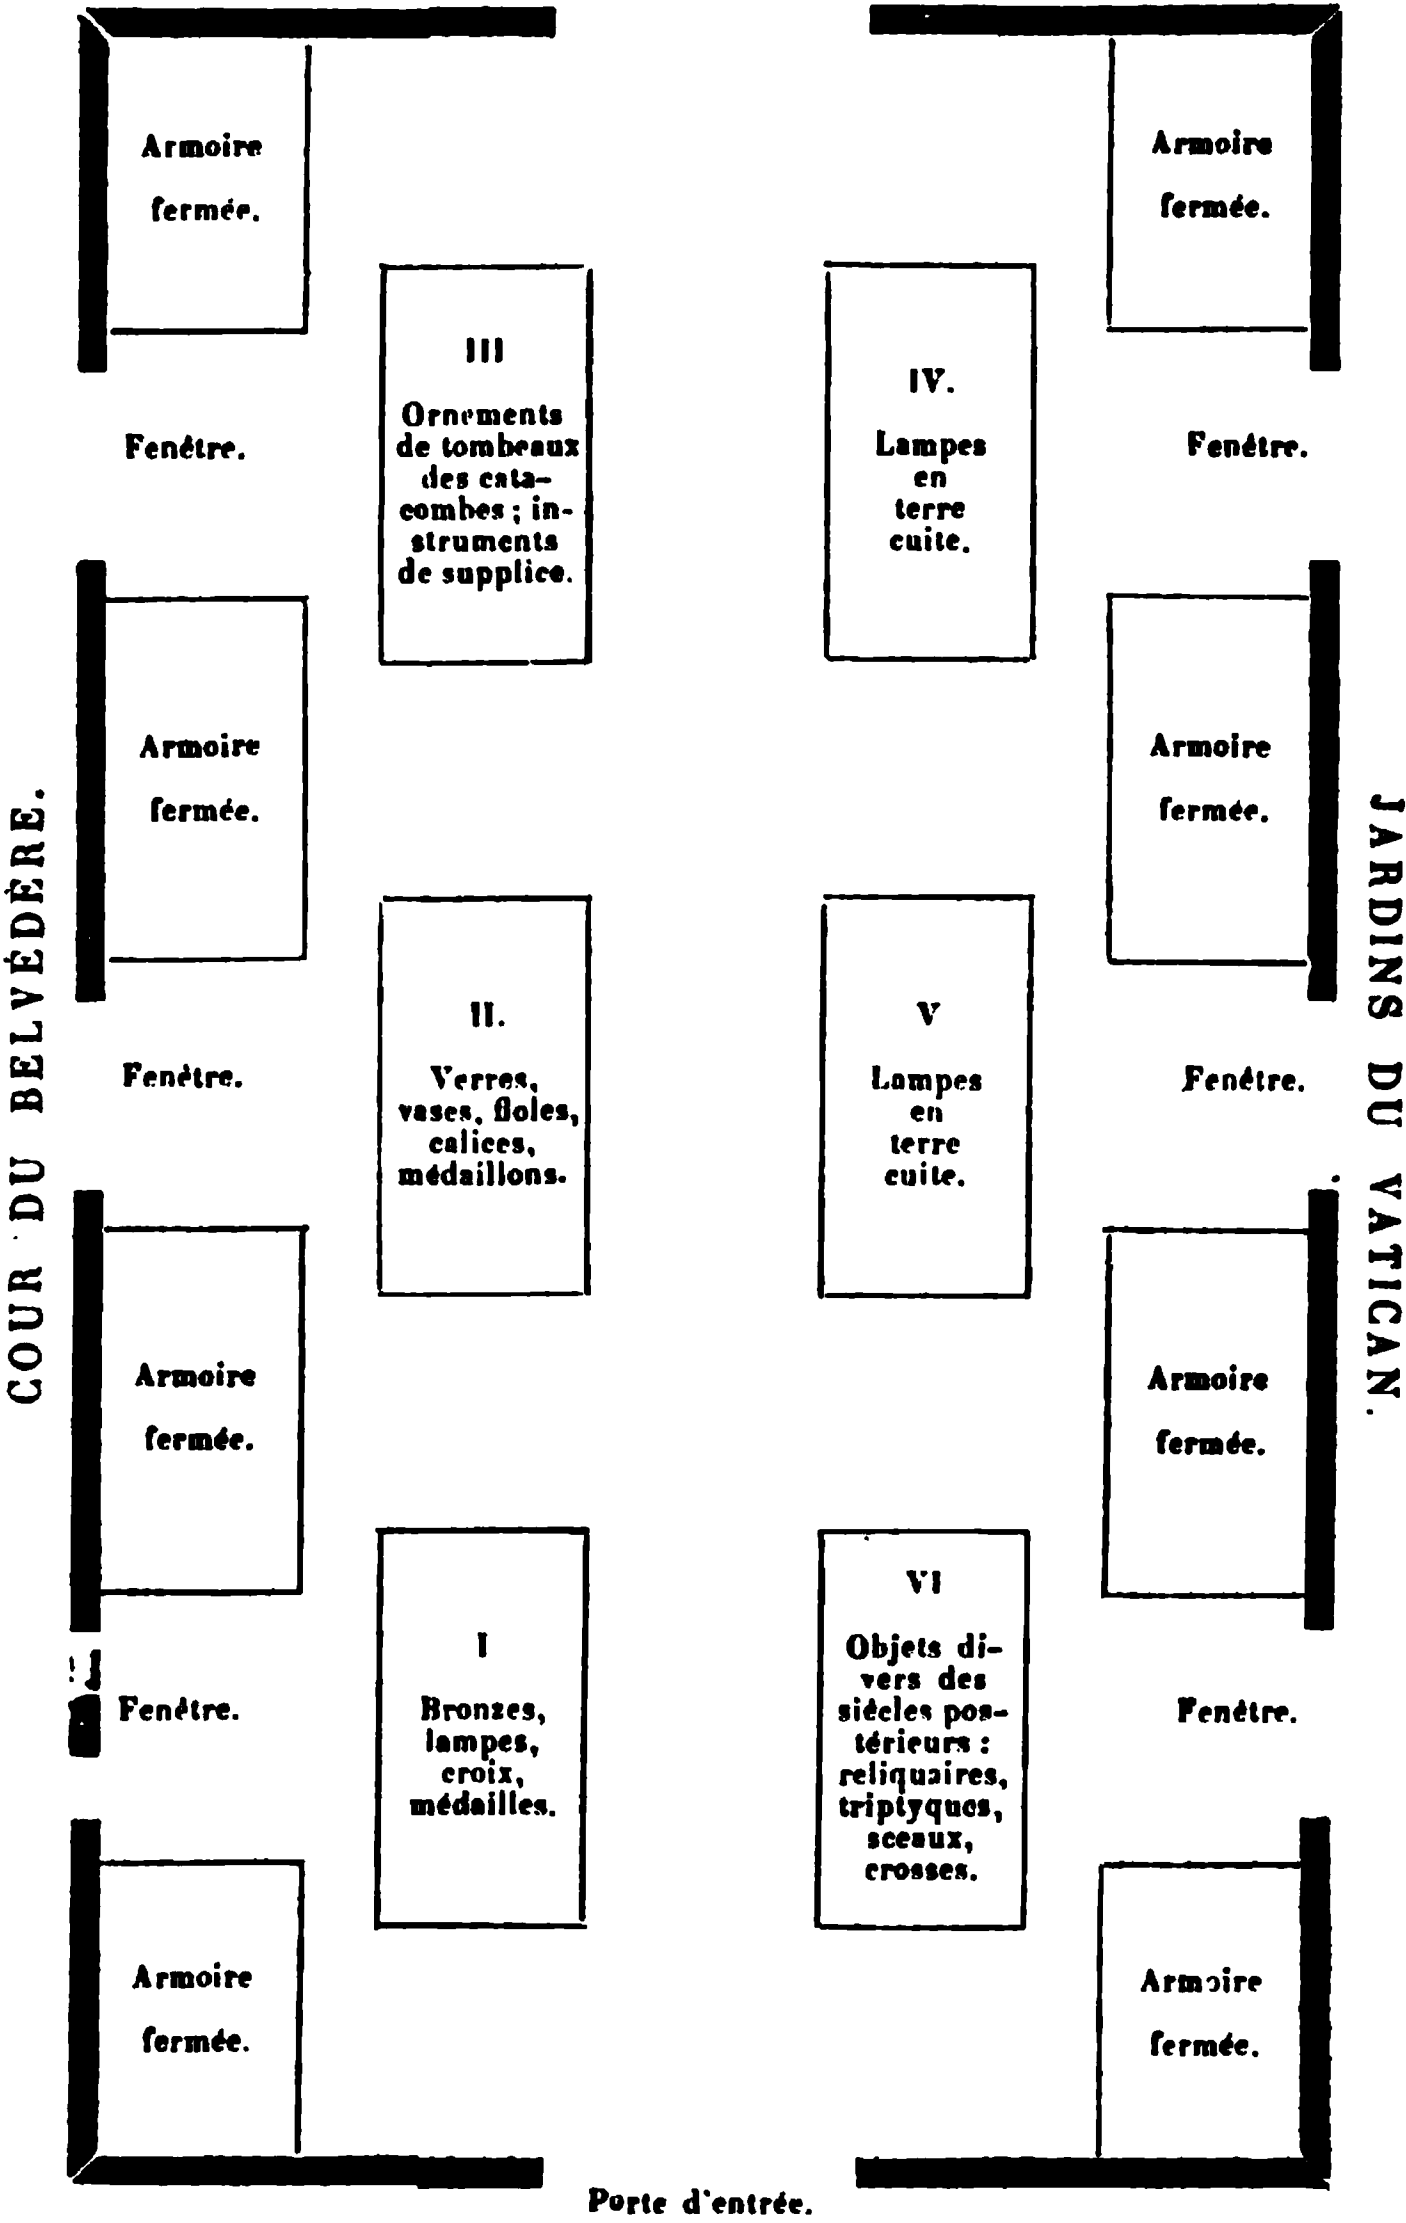 Armoire
fermée.
Armoire
fermée.
III
Ornements
de tombeaux
des cata-
combes ; in-
struments
de supplice.
IV.
Lampes
en
terre
cuite.
Fenêtre.
Fenêtre.
Armoire
fermée.
Armoire
fermée.
COUR DU BELVÉDÈRE.
JARDINS DU VATICAN.
II.
Verres,
vases, fioles,
calices,
médaillons.
V
Lampes
en
terre
cuite.
Fenêtre.
Fenêtre.
Armoire
fermée.
Armoire
fermée.
I
Bronzes,
lampes,
croix,
médailles.
VI
Objets di-
vers des
siècles pos-
térieurs :
reliquaires,
triptyques,
sceaux,
crosses.
Fenêtre.
Fenêtre.
Armoire
fermée.
Armoire
fermée.
Porte d'entrée.